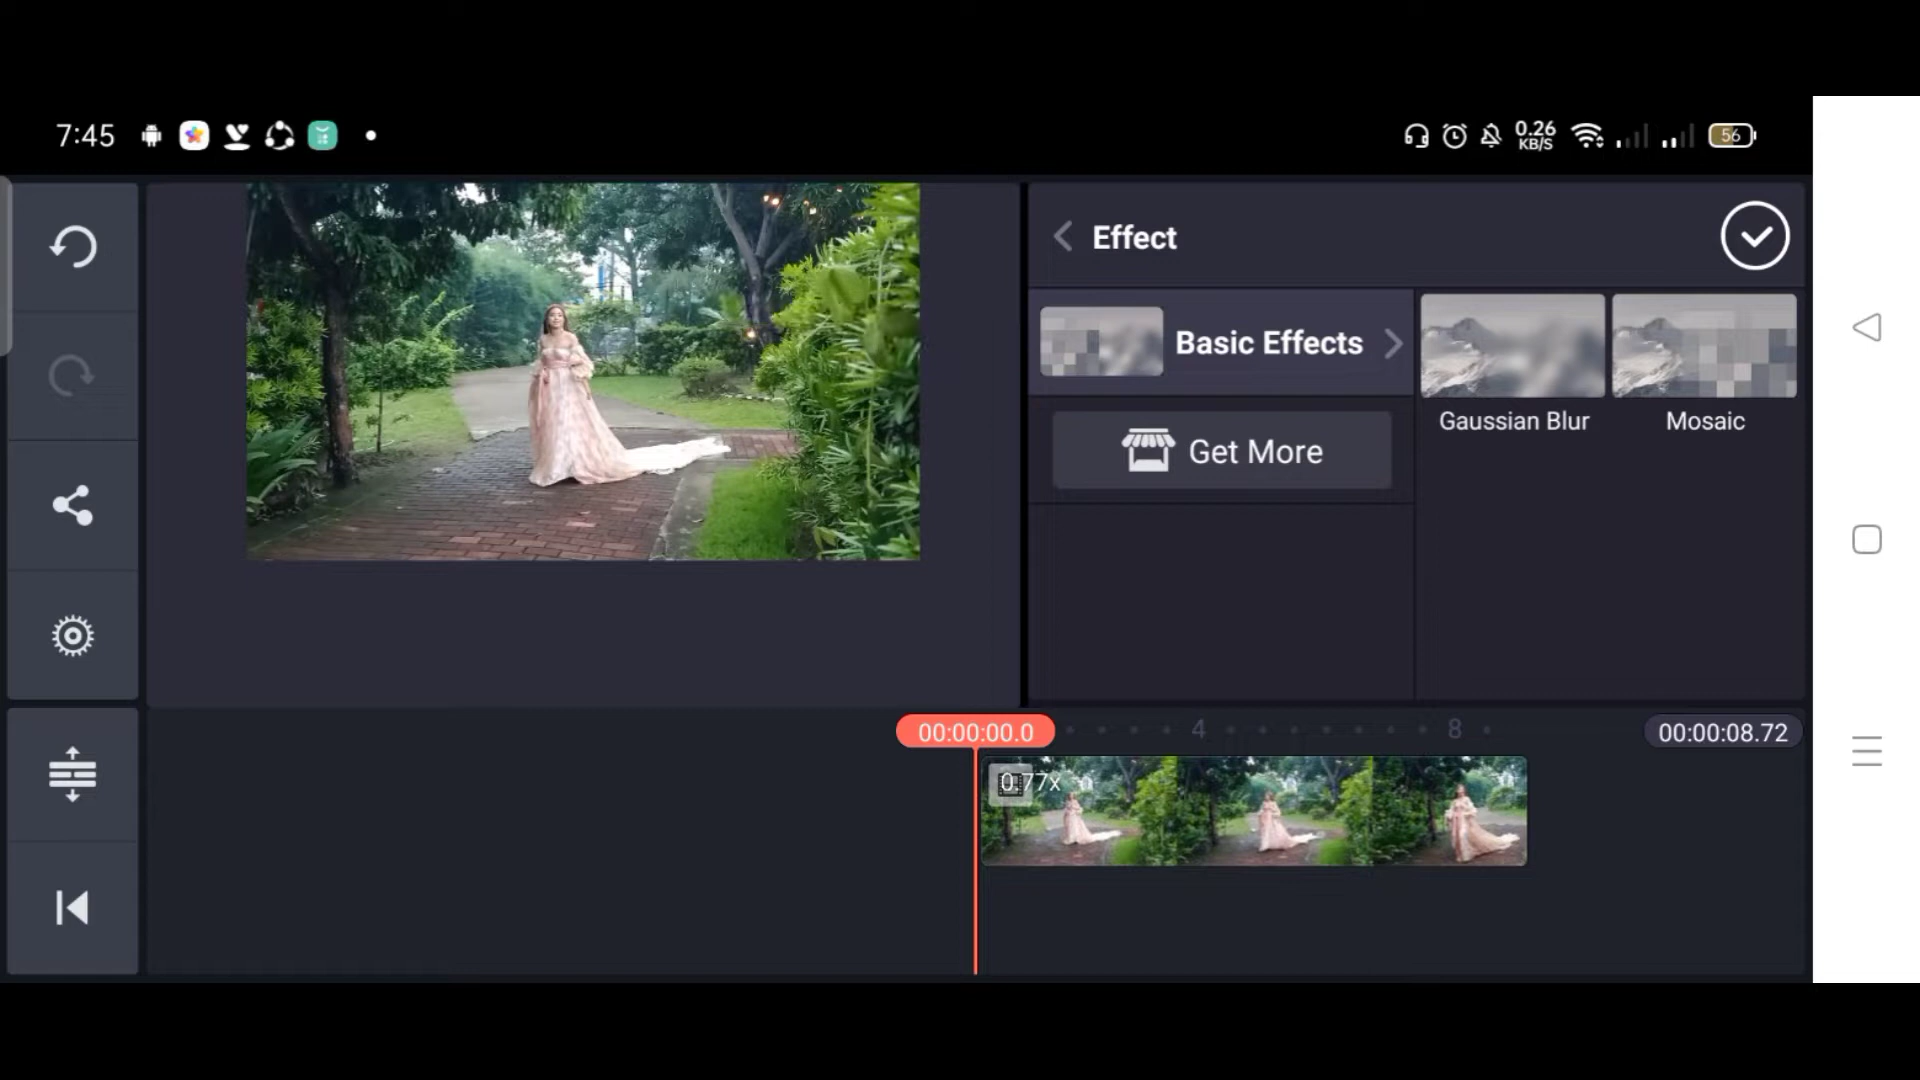 7:45
0.26
KB/S
56
Effect
Basic Effects
Get More
Gaussian Blur
Mosaic
00:00:00.0
4
8
00:00:08.72
0.77x